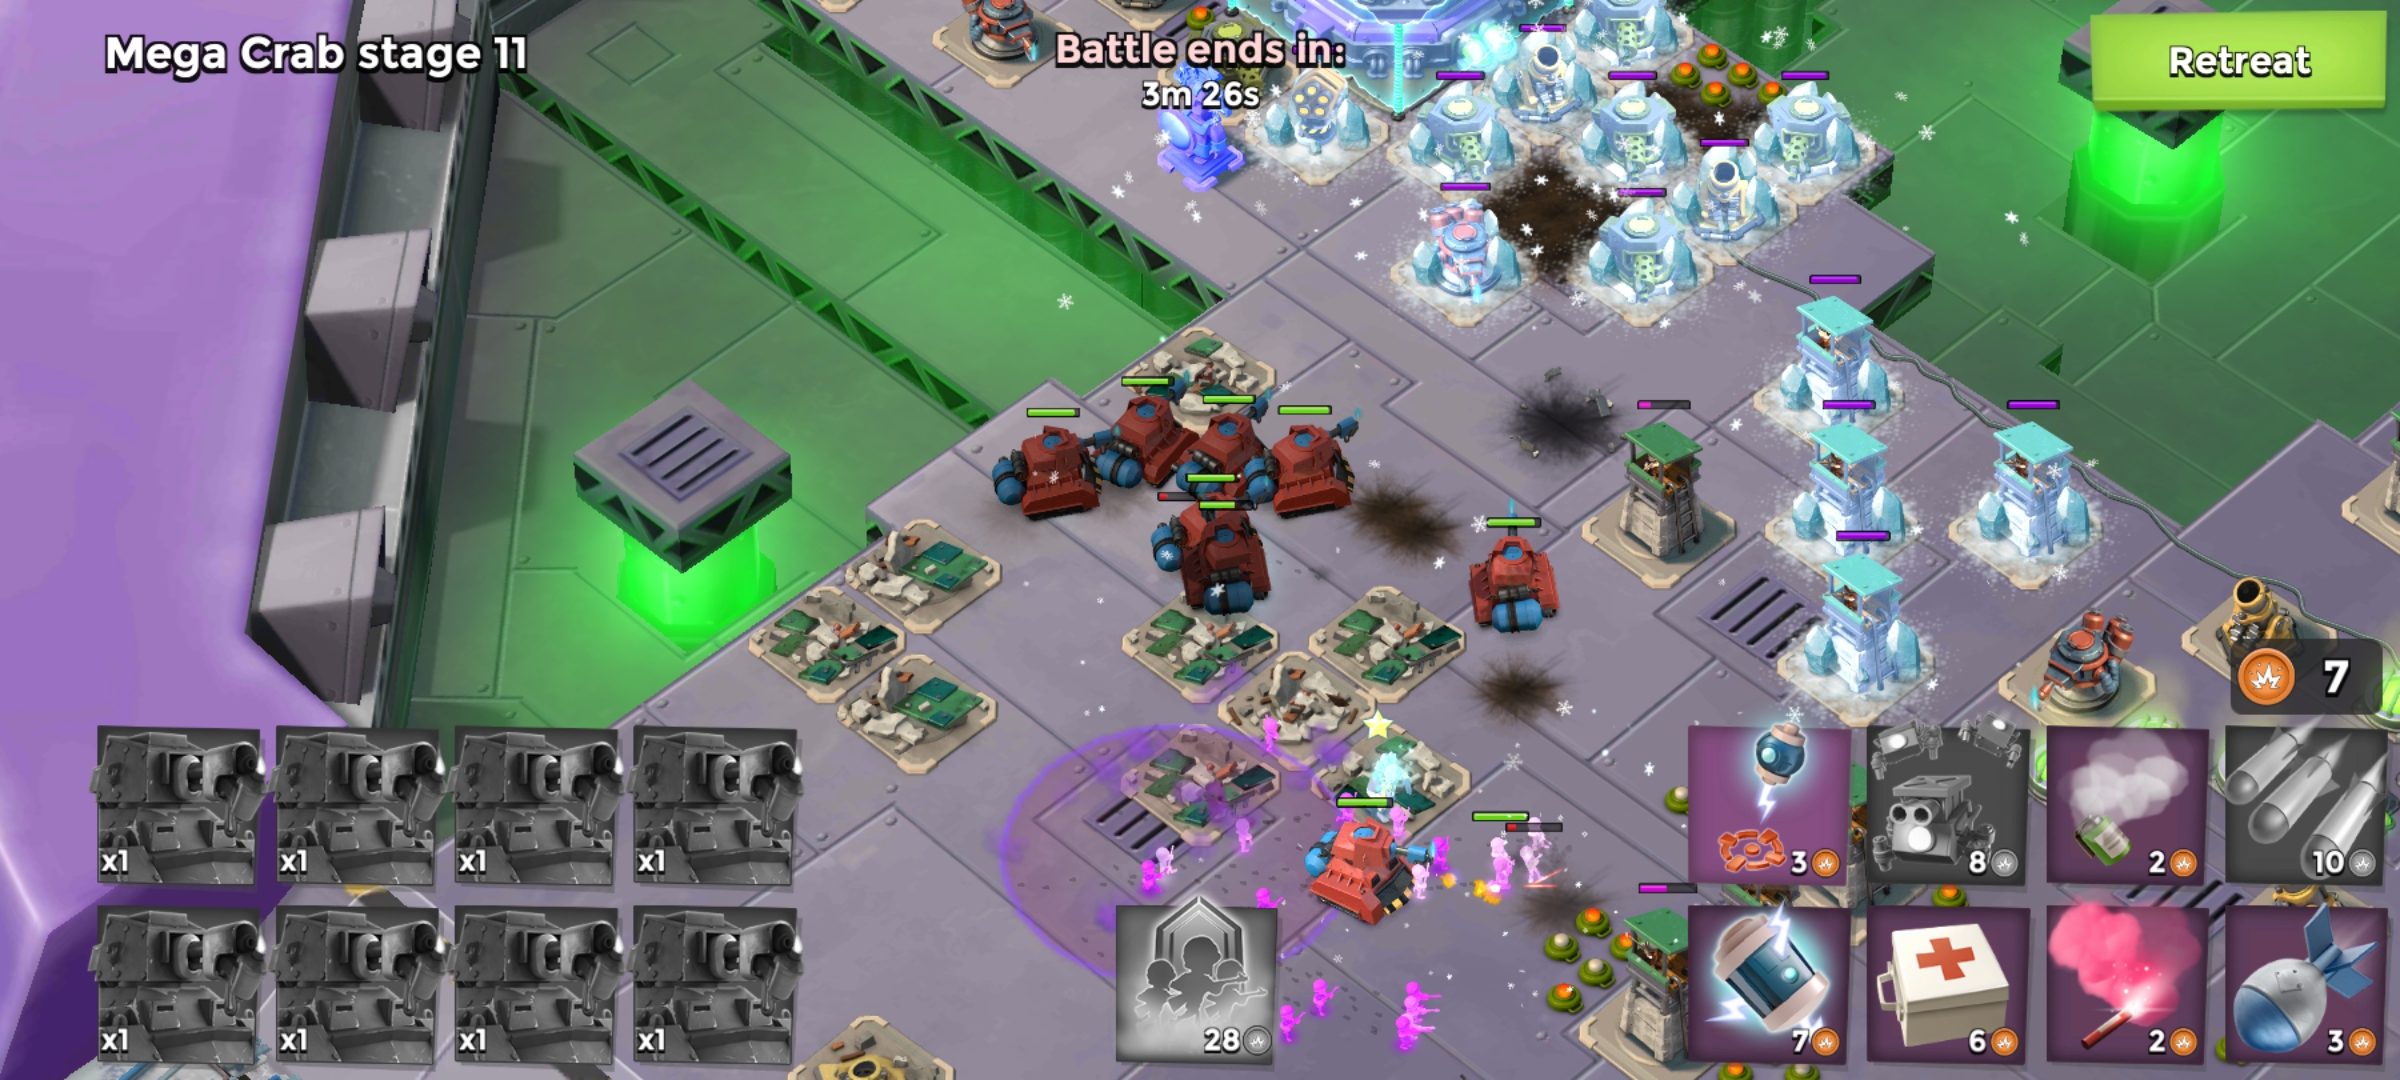 Mega Crab stage 11
Battle ends in:
3m 26s
Retreat
7
x1
x1
x1
x1
3
8
2
10
x1
x1
x1
x1
28
7
6
2
3